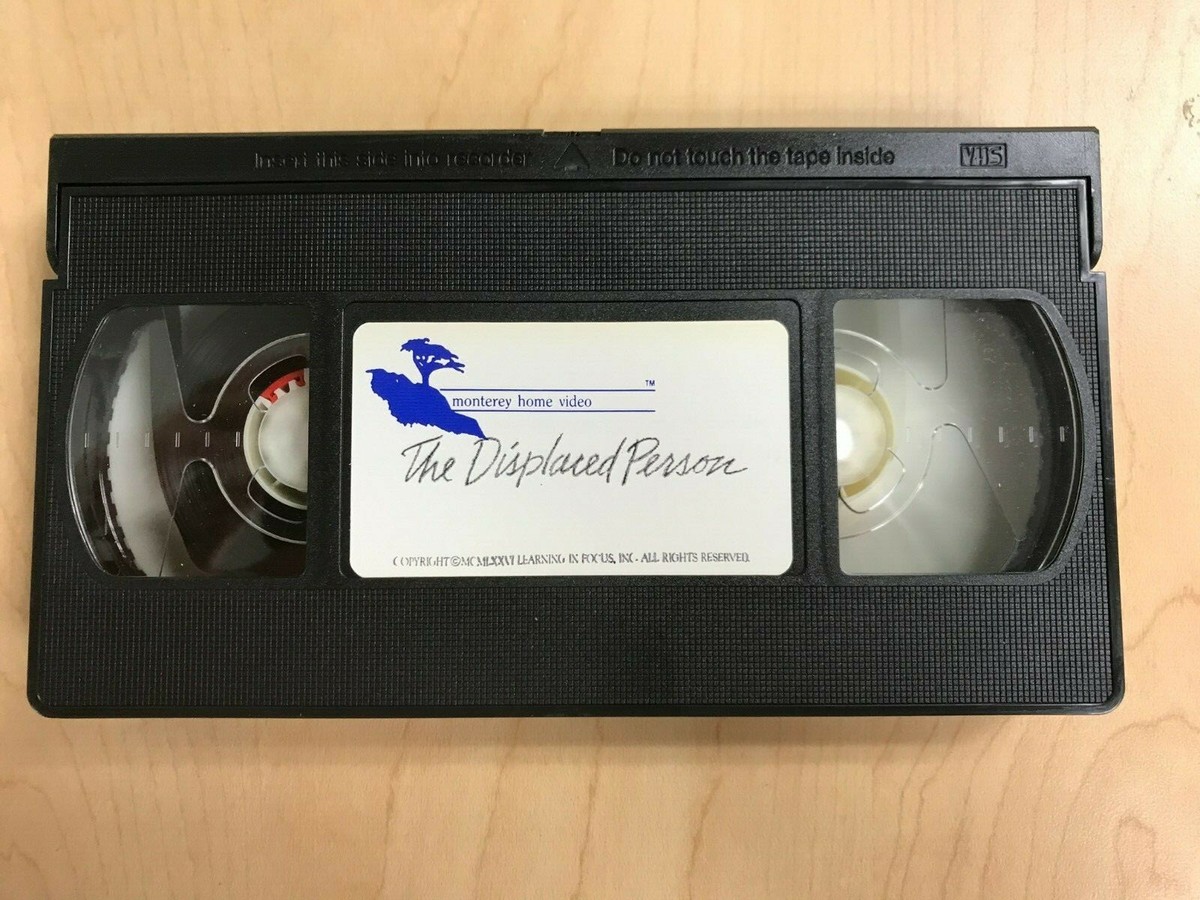 Insert this side into recorder △ Do not touch the tape inside VHS
TM
monterey home video
The Displaced Person
COPYRIGHT©MCMLXXVI LEARNING IN FOCUS, INC. ALL RIGHTS RESERVED.